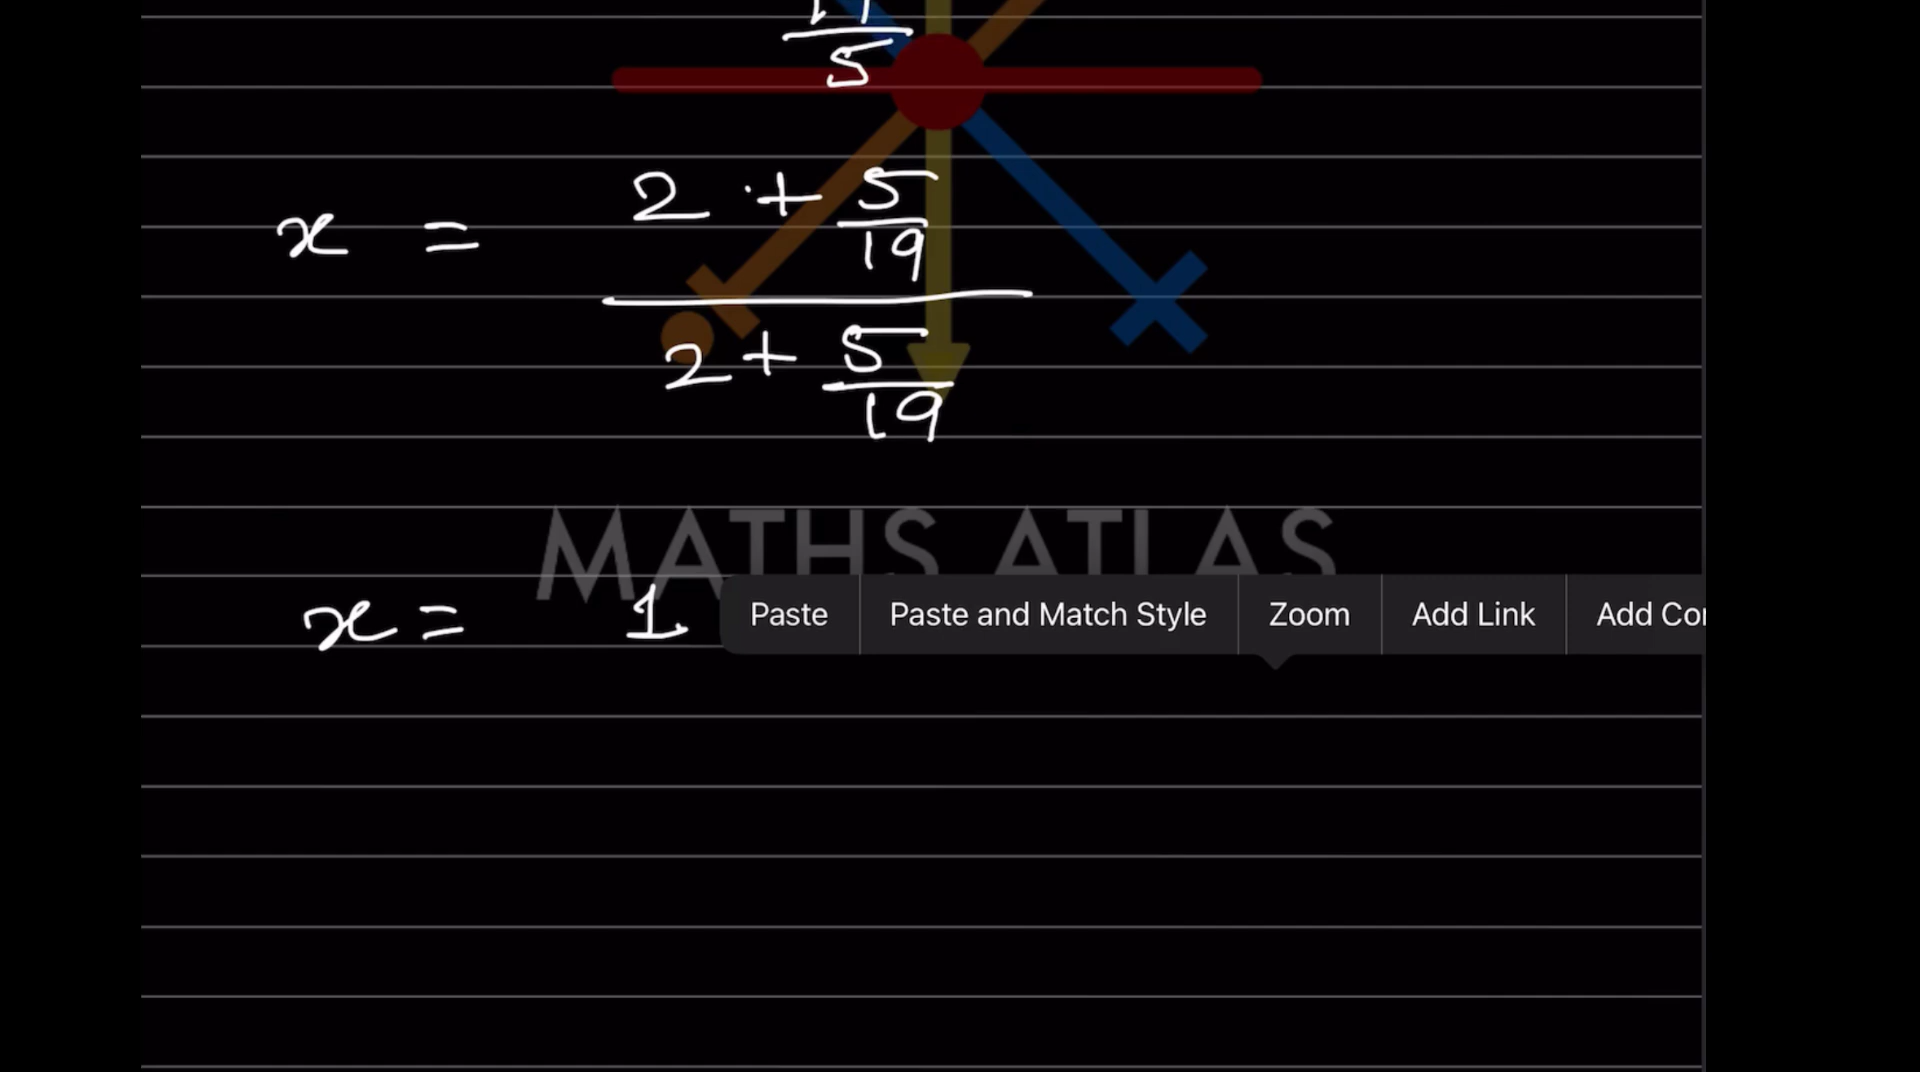 5
x = 2 + 5/19
2 + 5/19
MATHS ATLAS
x = 1
Paste Paste and Match Style Zoom Add Link